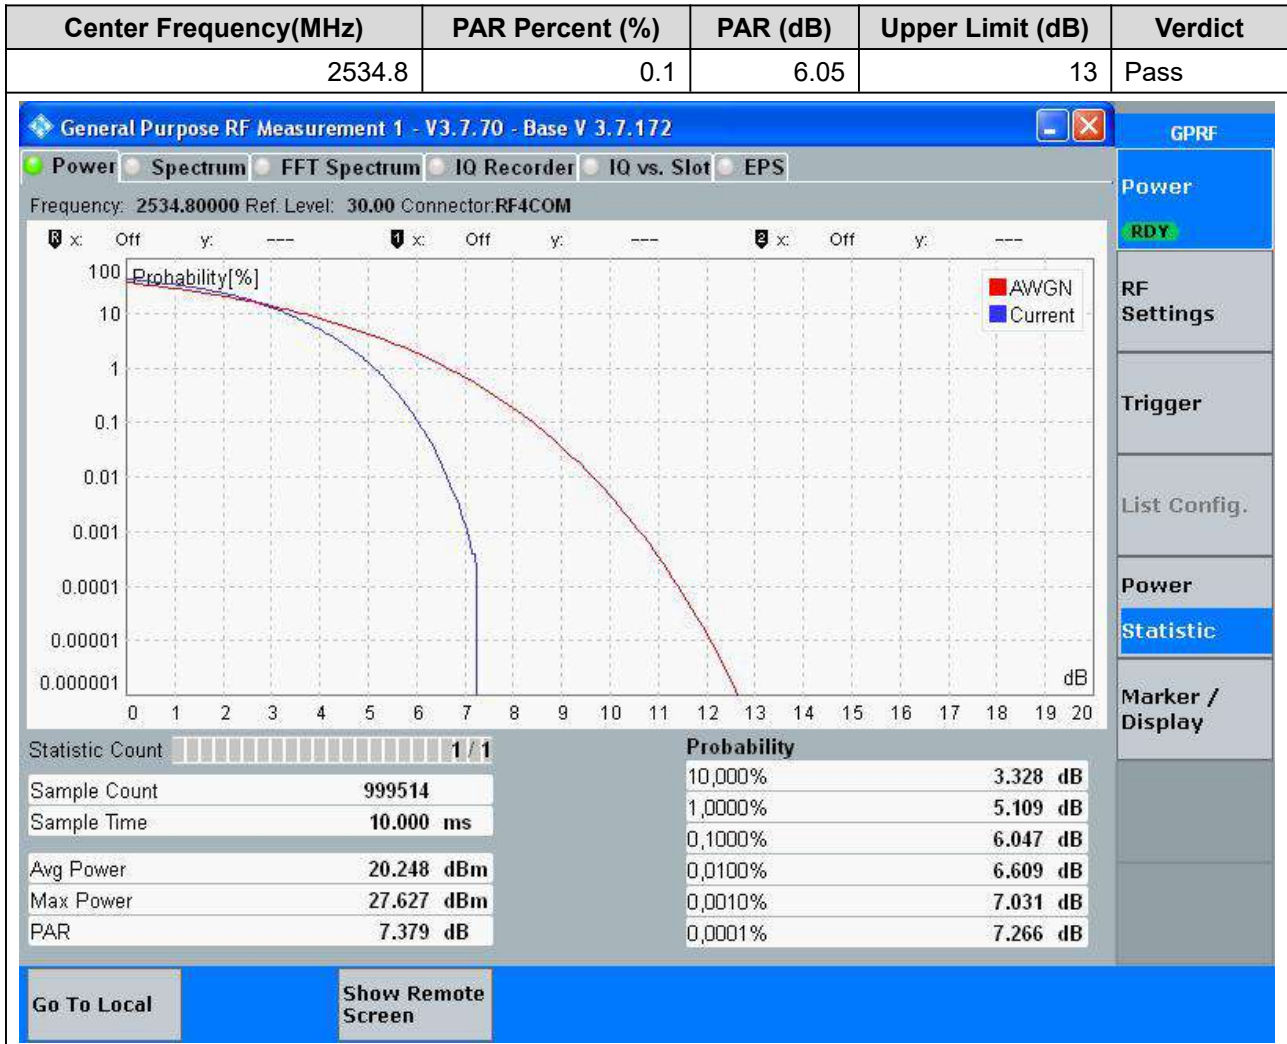 Center Frequency(MHz) PAR Percent (%) PAR (dB) Upper Limit (dB) Verdict
2534.8 0.1 6.05 13 Pass
General Purpose RF Measurement 1 - V3.7.70 - Base V 3.7.172
GPRF
Power Spectrum FFT Spectrum IQ Recorder IQ vs. Slot EPS
Power
RDY
Frequency: 2534.80000 Ref. Level: 30.00 Connector:RF4COM
R x: Off y: --- 1 x: Off y: --- 2 x: Off y: ---
Probability[%]
AWGN
Current
100
10
1
0.1
0.01
0.001
0.0001
0.00001
0.000001
dB
0 1 2 3 4 5 6 7 8 9 10 11 12 13 14 15 16 17 18 19 20
RF
Settings
Trigger
List Config.
Power
Statistic
Marker /
Display
Statistic Count 1 / 1
Sample Count 999514
Sample Time 10.000 ms
Avg Power 20.248 dBm
Max Power 27.627 dBm
PAR 7.379 dB
Probability
10,000% 3.328 dB
1,0000% 5.109 dB
0,1000% 6.047 dB
0,0100% 6.609 dB
0,0010% 7.031 dB
0,0001% 7.266 dB
Go To Local
Show Remote
Screen